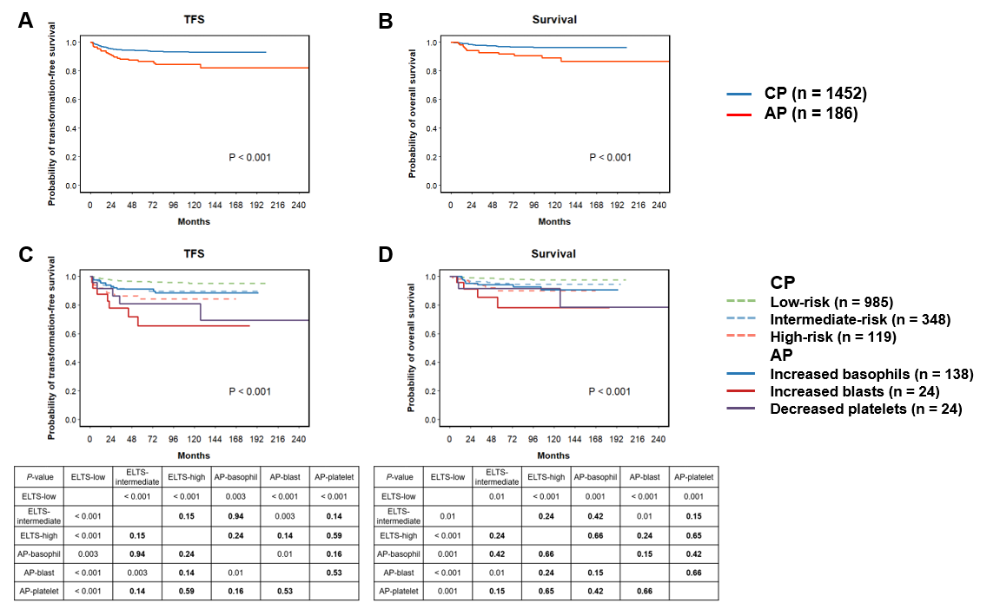 A
TFS
Probability of transformation-free survival
1.0
0.8
0.6
0.4
0.2
0.0
P < 0.001
0 24 48 72 96 120 144 168 192 216 240
Months
B
Survival
Probability of overall survival
1.0
0.8
0.6
0.4
0.2
0.0
P < 0.001
0 24 48 72 96 120 144 168 192 216 240
Months
CP (n = 1452)
AP (n = 186)
C
TFS
Probability of transformation-free survival
1.0
0.8
0.6
0.4
0.2
0.0
P < 0.001
0 24 48 72 96 120 144 168 192 216 240
Months
D
Survival
Probability of overall survival
1.0
0.8
0.6
0.4
0.2
0.0
P < 0.001
0 24 48 72 96 120 144 168 192 216 240
Months
CP
Low-risk (n = 985)
Intermediate-risk (n = 348)
High-risk (n = 119)
AP
Increased basophils (n = 138)
Increased blasts (n = 24)
Decreased platelets (n = 24)
P-value ELTS-low ELTS-intermediate ELTS-high AP-basophil AP-blast AP-platelet
ELTS-low < 0.001 < 0.001 0.003 < 0.001 < 0.001
ELTS-intermediate < 0.001 0.15 0.94 0.003 0.14
ELTS-high < 0.001 0.15 0.24 0.14 0.59
AP-basophil 0.003 0.94 0.24 0.01 0.16
AP-blast < 0.001 0.003 0.14 0.01 0.53
AP-platelet < 0.001 0.14 0.59 0.16 0.53
P-value ELTS-low ELTS-intermediate ELTS-high AP-basophil AP-blast AP-platelet
ELTS-low 0.01 < 0.001 0.001 < 0.001 0.001
ELTS-intermediate 0.01 0.24 0.42 0.01 0.15
ELTS-high < 0.001 0.24 0.66 0.24 0.65
AP-basophil 0.001 0.42 0.66 0.15 0.42
AP-blast < 0.001 0.01 0.24 0.15 0.66
AP-platelet 0.001 0.15 0.65 0.42 0.66